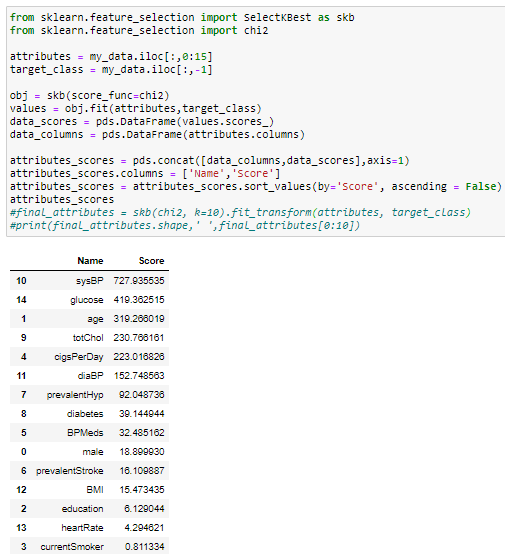 from sklearn.feature_selection import SelectKBest as skb
from sklearn.feature_selection import chi2
attributes = my_data.iloc[:,0:15]
target_class = my_data.iloc[:,-1]
obj = skb(score_func=chi2)
values = obj.fit(attributes,target_class)
data_scores = pds.DataFrame(values.scores_)
data_columns = pds.DataFrame(attributes.columns)
attributes_scores = pds.concat([data_columns,data_scores],axis=1)
attributes_scores.columns = ['Name','Score']
attributes_scores = attributes_scores.sort_values(by='Score', ascending = False)
attributes_scores
#final_attributes = skb(chi2, k=10).fit_transform(attributes, target_class)
#print(final_attributes.shape,' ',final_attributes[0:10])
Name Score
10 sysBP 727.935535
14 glucose 419.362515
1 age 319.266019
9 totChol 230.766161
4 cigsPerDay 223.016826
11 diaBP 152.748563
7 prevalentHyp 92.048736
8 diabetes 39.144944
5 BPMeds 32.485162
0 male 18.899930
6 prevalentStroke 16.109887
12 BMI 15.473435
2 education 6.129044
13 heartRate 4.294621
3 currentSmoker 0.811334